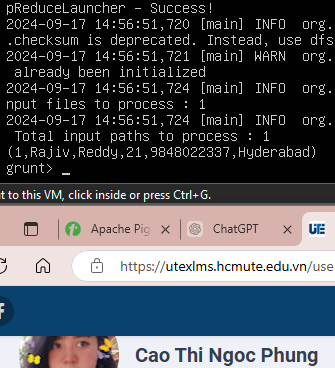 pReduceLauncher - Success!
2024-09-17 14:56:51,720 [main] INFO  org.
.checksum is deprecated. Instead, use dfs
2024-09-17 14:56:51,721 [main] WARN  org.
 already been initialized
2024-09-17 14:56:51,724 [main] INFO  org.
nput files to process : 1
2024-09-17 14:56:51,724 [main] INFO  org.
 Total input paths to process : 1
(1,Rajiv,Reddy,21,9848022337,Hyderabad)
grunt> _
ut to this VM, click inside or press Ctrl+G.
Apache Pig ChatGPT UE
https://utexlms.hcmute.edu.vn/use
f
Cao Thi Ngoc Phung